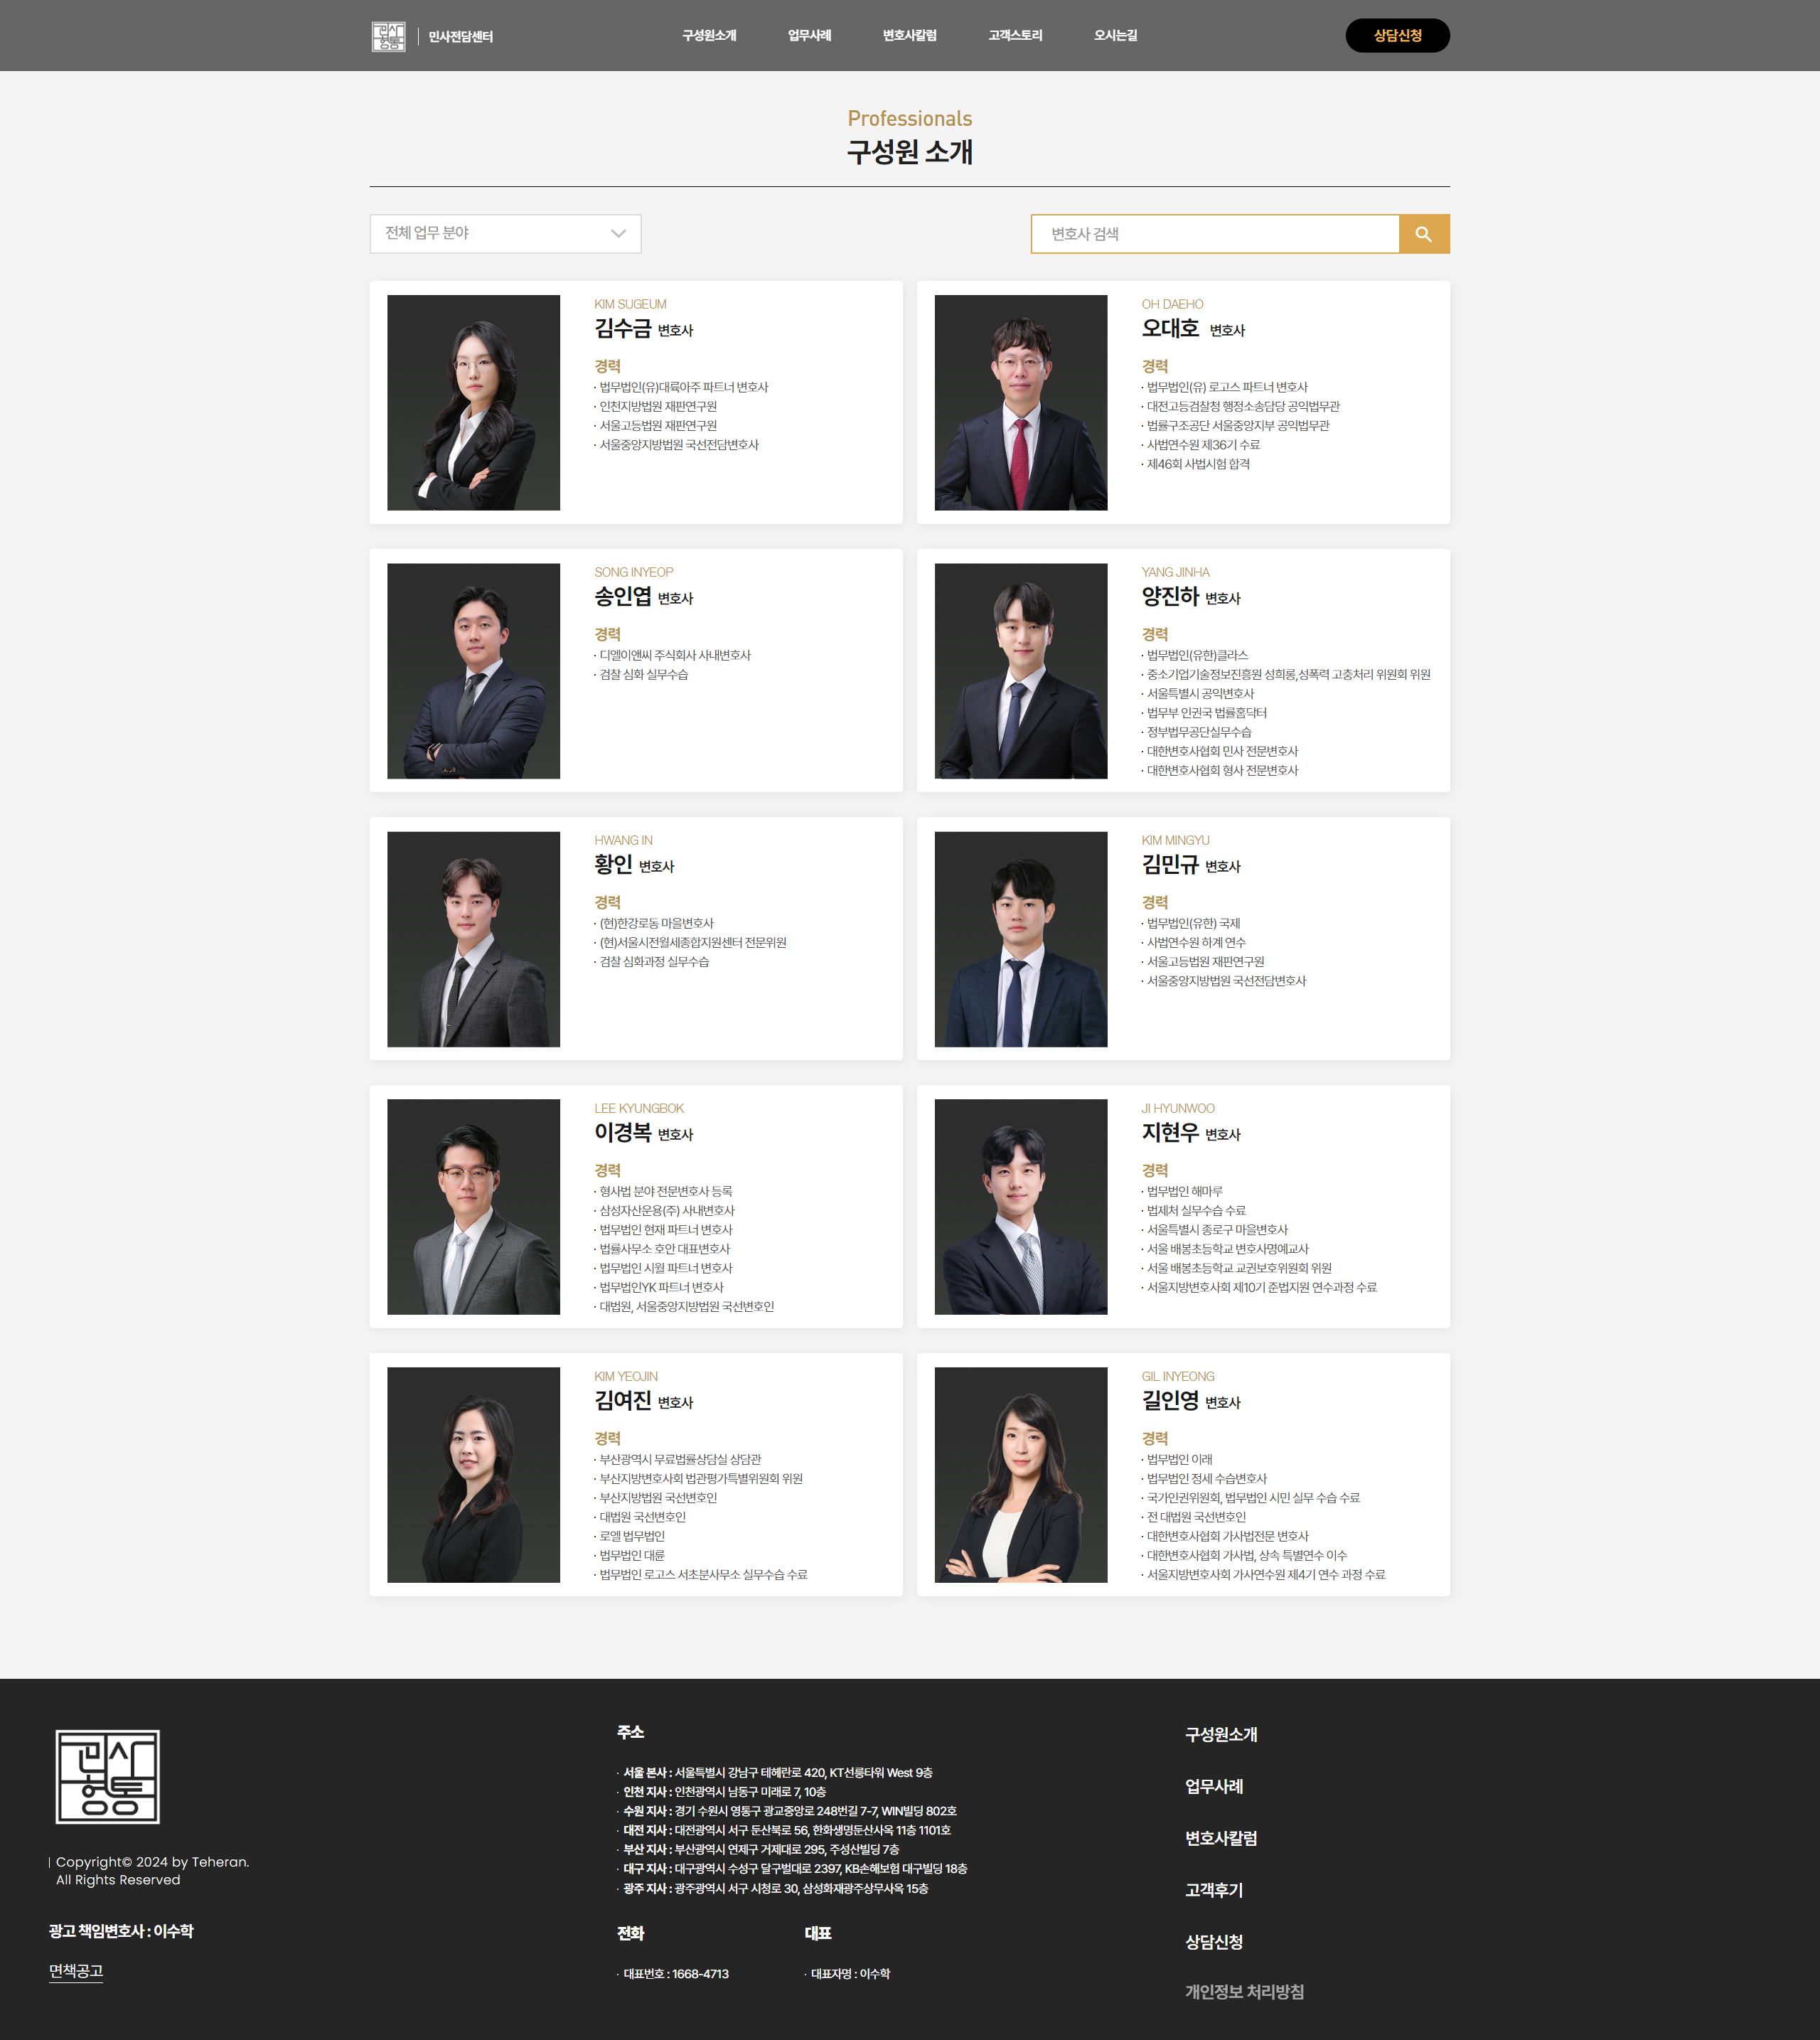 민사형통
민사전담센터
구성원소개
업무사례
변호사칼럼
고객스토리
오시는길
상담신청
Professionals
구성원 소개
전체 업무 분야
변호사 검색
KIM SUGEUM
김수금 변호사
경력
· 법무법인(유)대륙아주 파트너 변호사
· 인천지방법원 재판연구원
· 서울고등법원 재판연구원
· 서울중앙지방법원 국선전담변호사
OH DAEHO
오대호 변호사
경력
· 법무법인(유) 로고스 파트너 변호사
· 대전고등검찰청 행정소송담당 공익법무관
· 법률구조공단 서울중앙지부 공익법무관
· 사법연수원 제36기 수료
· 제46회 사법시험 합격
SONG INYEOP
송인엽 변호사
경력
· 디엘이앤씨 주식회사 사내변호사
· 검찰 심화 실무수습
YANG JINHA
양진하 변호사
경력
· 법무법인(유한)클라스
· 중소기업기술정보진흥원 성희롱,성폭력 고충처리 위원회 위원
· 서울특별시 공익변호사
· 법무부 인권국 법률홈닥터
· 정부법무공단실무수습
· 대한변호사협회 민사 전문변호사
· 대한변호사협회 형사 전문변호사
HWANG IN
황인 변호사
경력
· (현)한강로동 마을변호사
· (현)서울시전월세종합지원센터 전문위원
· 검찰 심화과정 실무수습
KIM MINGYU
김민규 변호사
경력
· 법무법인(유한) 국제
· 사법연수원 하계 연수
· 서울고등법원 재판연구원
· 서울중앙지방법원 국선전담변호사
LEE KYUNGBOK
이경복 변호사
경력
· 형사법 분야 전문변호사 등록
· 삼성자산운용(주) 사내변호사
· 법무법인 현재 파트너 변호사
· 법률사무소 호안 대표변호사
· 법무법인 시월 파트너 변호사
· 법무법인YK 파트너 변호사
· 대법원, 서울중앙지방법원 국선변호인
JI HYUNWOO
지현우 변호사
경력
· 법무법인 해마루
· 법제처 실무수습 수료
· 서울특별시 종로구 마을변호사
· 서울 배봉초등학교 변호사명예교사
· 서울 배봉초등학교 교권보호위원회 위원
· 서울지방변호사회 제10기 준법지원 연수과정 수료
KIM YEOJIN
김여진 변호사
경력
· 부산광역시 무료법률상담실 상담관
· 부산지방변호사회 법관평가특별위원회 위원
· 부산지방법원 국선변호인
· 대법원 국선변호인
· 로엘 법무법인
· 법무법인 대륜
· 법무법인 로고스 서초분사무소 실무수습 수료
GIL INYEONG
길인영 변호사
경력
· 법무법인 이래
· 법무법인 정세 수습변호사
· 국가인권위원회, 법무법인 시민 실무 수습 수료
· 전 대법원 국선변호인
· 대한변호사협회 가사법전문 변호사
· 대한변호사협회 가사법, 상속 특별연수 이수
· 서울지방변호사회 가사연수원 제4기 연수 과정 수료
민사
형통
| Copyright© 2024 by Teheran.
All Rights Reserved
광고 책임변호사 : 이수학
면책공고
주소
· 서울 본사 : 서울특별시 강남구 테헤란로 420, KT선릉타워 West 9층
· 인천 지사 : 인천광역시 남동구 미래로 7, 10층
· 수원 지사 : 경기 수원시 영통구 광교중앙로 248번길 7-7, WIN빌딩 802호
· 대전 지사 : 대전광역시 서구 둔산북로 56, 한화생명둔산사옥 11층 1101호
· 부산 지사 : 부산광역시 연제구 거제대로 295, 주성산빌딩 7층
· 대구 지사 : 대구광역시 수성구 달구벌대로 2397, KB손해보험 대구빌딩 18층
· 광주 지사 : 광주광역시 서구 시청로 30, 삼성화재광주상무사옥 15층
전화
· 대표번호 : 1668-4713
대표
· 대표자명 : 이수학
구성원소개
업무사례
변호사칼럼
고객후기
상담신청
개인정보 처리방침